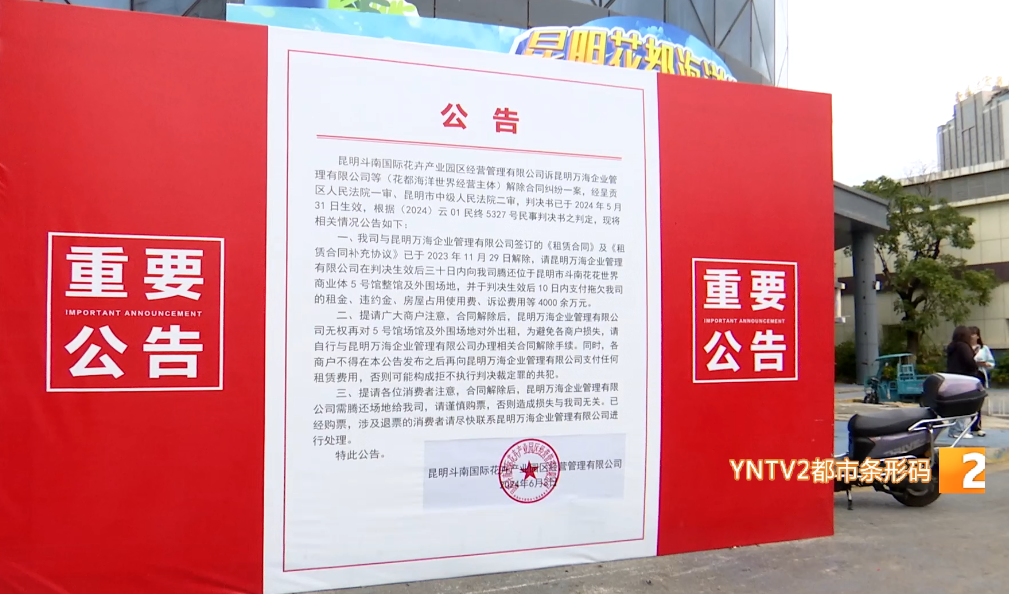 昆明花都海洋
公告
昆明斗南国际花卉产业园区经营管理有限公司诉昆明万海企业管
理有限公司等（花都海洋世界经营主体）解除合同纠纷一案，经呈贡
区人民法院一审、昆明市中级人民法院二审，判决书已于2024年5月
31日生效，根据（2024）云01民终5327号民事判决书之判定，现将
相关情况公告如下：
一、我司与昆明万海企业管理有限公司签订的《租赁合同》及《租
赁合同补充协议》已于2023年11月29日解除，请昆明万海企业管理
有限公司在判决生效后三十日内向我司腾还位于昆明市斗南花花世界
商业体5号馆整馆及外围场地，并于判决生效后10日内支付拖欠我司
的租金、违约金、房屋占用使用费、诉讼费用等4000余万元。
二、提请广大商户注意，合同解除后，昆明万海企业管理有限公
司无权再对5号馆场馆及外围场地对外出租，为避免各商户损失，请
自行与昆明万海企业管理有限公司办理相关合同解除手续。同时，各
商户不得在本公告发布之后再向昆明万海企业管理有限公司支付任何
租赁费用，否则可能构成拒不执行判决裁定罪的共犯。
三、提请各位消费者注意，合同解除后，昆明万海企业管理有限
公司需腾还场地给我司，请谨慎购票，否则造成损失与我司无关。已
经购票，涉及退票的消费者请尽快联系昆明万海企业管理有限公司进
行处理。
特此公告。
昆明斗南国际花卉产业园区经营管理有限公司
2024年6月
重要
IMPORTANT ANNOUNCEMENT
公告
重要
IMPORTANT ANNOUNCEMENT
公告
YNTV2都市条形码
2